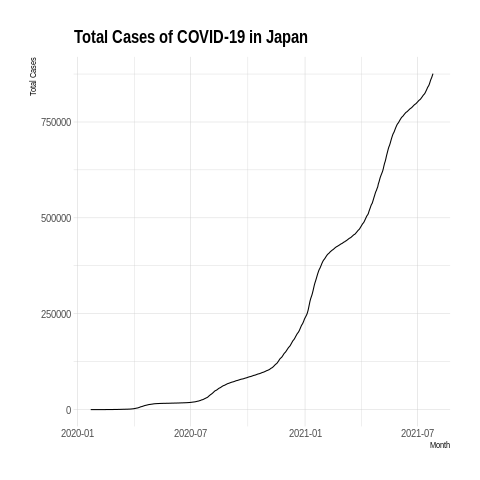 Total Cases of COVID-19 in Japan
Total Cases
750000
500000
250000
0
2020-01
2020-07
2021-01
2021-07
Month